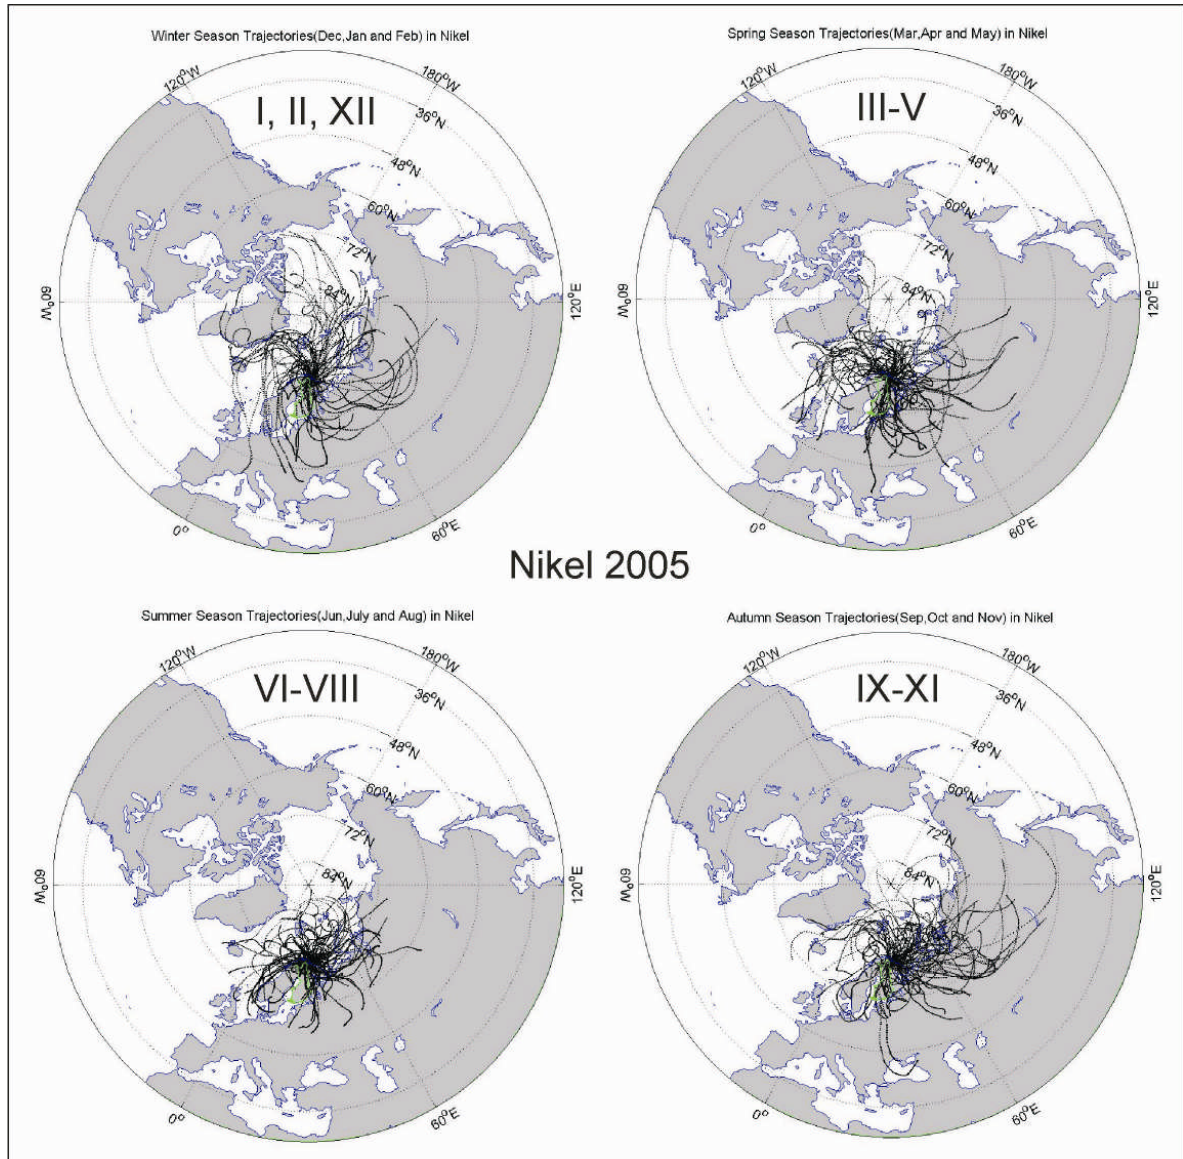 Winter Season Trajectories(Dec,Jan and Feb) in Nikel
120°W
180°W
I, II, XII
36°N
48°N
60°N
72°N
84°N
60°W
120°E
0°
60°E
Spring Season Trajectories(Mar,Apr and May) in Nikel
120°W
180°W
III-V
36°N
48°N
60°N
72°N
84°N
60°W
120°E
0°
60°E
Nikel 2005
Summer Season Trajectories(Jun,July and Aug) in Nikel
120°W
180°W
VI-VIII
36°N
48°N
60°N
72°N
84°N
60°W
120°E
0°
60°E
Autumn Season Trajectories(Sep,Oct and Nov) in Nikel
120°W
180°W
IX-XI
36°N
48°N
60°N
72°N
84°N
60°W
120°E
0°
60°E